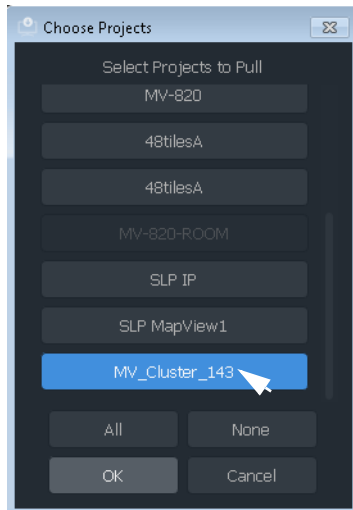 Choose Projects
Select Projects to Pull
MV-820
48tilesA
48tilesA
MV-820-ROOM
SLP IP
SLP MapView1
MV_Cluster_143
All None
OK Cancel